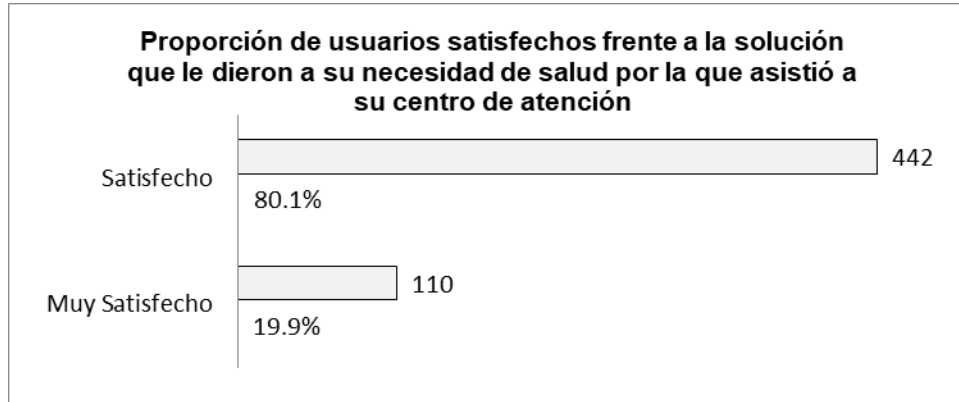 Proporción de usuarios satisfechos frente a la solución
que le dieron a su necesidad de salud por la que asistió a
su centro de atención
Satisfecho
442
80.1%
Muy Satisfecho
110
19.9%